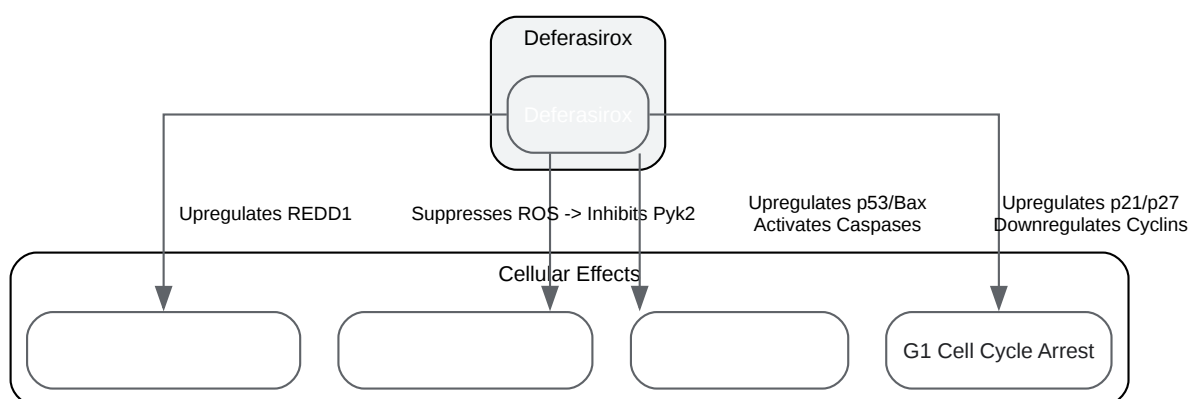 Deferasirox
Deferasirox
Upregulates REDD1
Suppresses ROS -> Inhibits Pyk2
Upregulates p53/Bax
Activates Caspases
Upregulates p21/p27
Downregulates Cyclins
Cellular Effects
G1 Cell Cycle Arrest